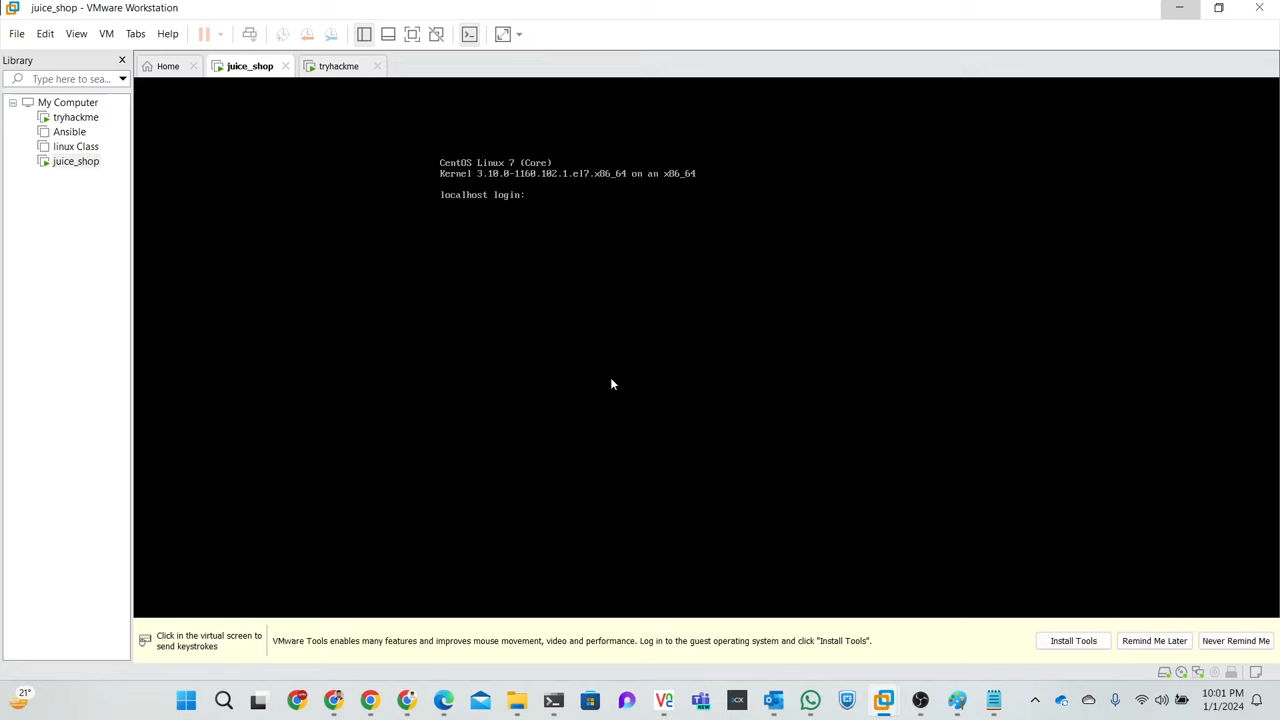 juice_shop - VMware Workstation
File Edit View VM Tabs Help
Library
Type here to sea...
My Computer
tryhackme
Ansible
linux Class
juice_shop
Home
juice_shop
tryhackme
CentOS Linux 7 (Core)
Kernel 3.10.0-1160.102.1.el7.x86_64 on an x86_64
localhost login:
Click in the virtual screen to
send keystrokes
VMware Tools enables many features and improves mouse movement, video and performance. Log in to the guest operating system and click "Install Tools".
Install Tools
Remind Me Later
Never Remind Me
21°
NEW
10:01 PM
1/1/2024